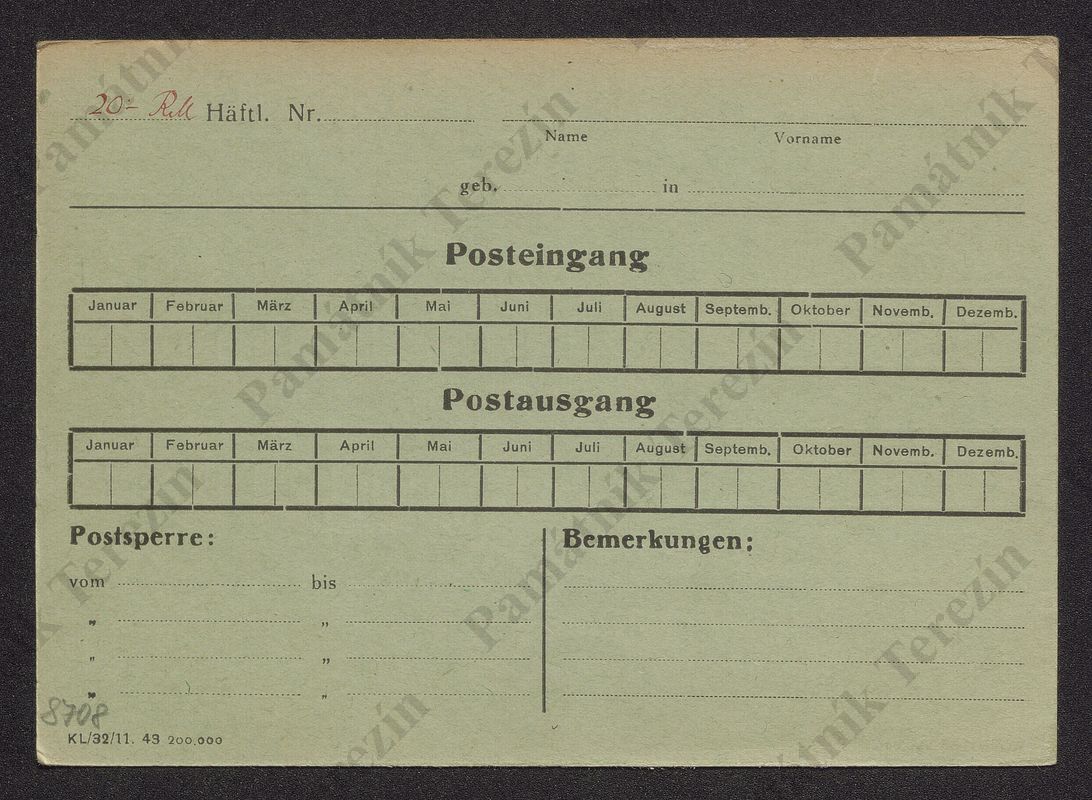 20- RM Häftl. Nr.
Name Vorname
geb. in
Posteingang
Januar Februar März April Mai Juni Juli August Septemb. Oktober Novemb. Dezemb.
Postausgang
Januar Februar März April Mai Juni Juli August Septemb. Oktober Novemb. Dezemb.
Postsperre: Bemerkungen:
vom bis
„ „
„ „
„ „
8708
KL/32/11. 43 200,000
Památník Terezín